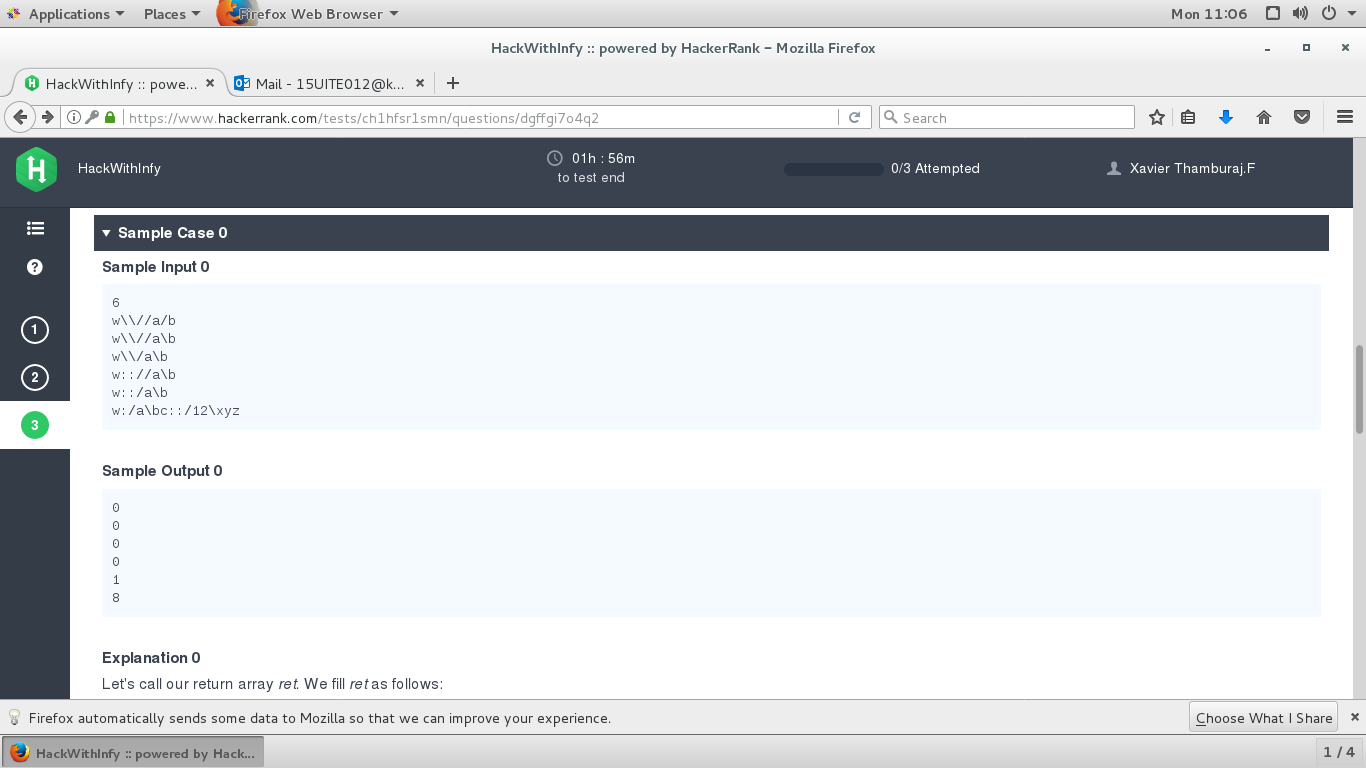 Applications Places Firefox Web Browser Mon 11:06
HackWithInfy :: powered by HackerRank - Mozilla Firefox
HackWithInfy :: powe... Mail - 15UITE012@k...
https://www.hackerrank.com/tests/ch1hfsr1smn/questions/dgffgi7o4q2 Search
H HackWithInfy 01h : 56m to test end 0/3 Attempted Xavier Thamburaj.F
Sample Case 0
Sample Input 0
6
w\\//a/b
w\\//a\b
w\\/a\b
w:://a\b
w::/a\b
w:/a\bc::/12\xyz
1
2
3
Sample Output 0
0
0
0
0
1
8
Explanation 0
Let's call our return array ret. We fill ret as follows:
Firefox automatically sends some data to Mozilla so that we can improve your experience. Choose What I Share
HackWithInfy :: powered by Hack... 1 / 4